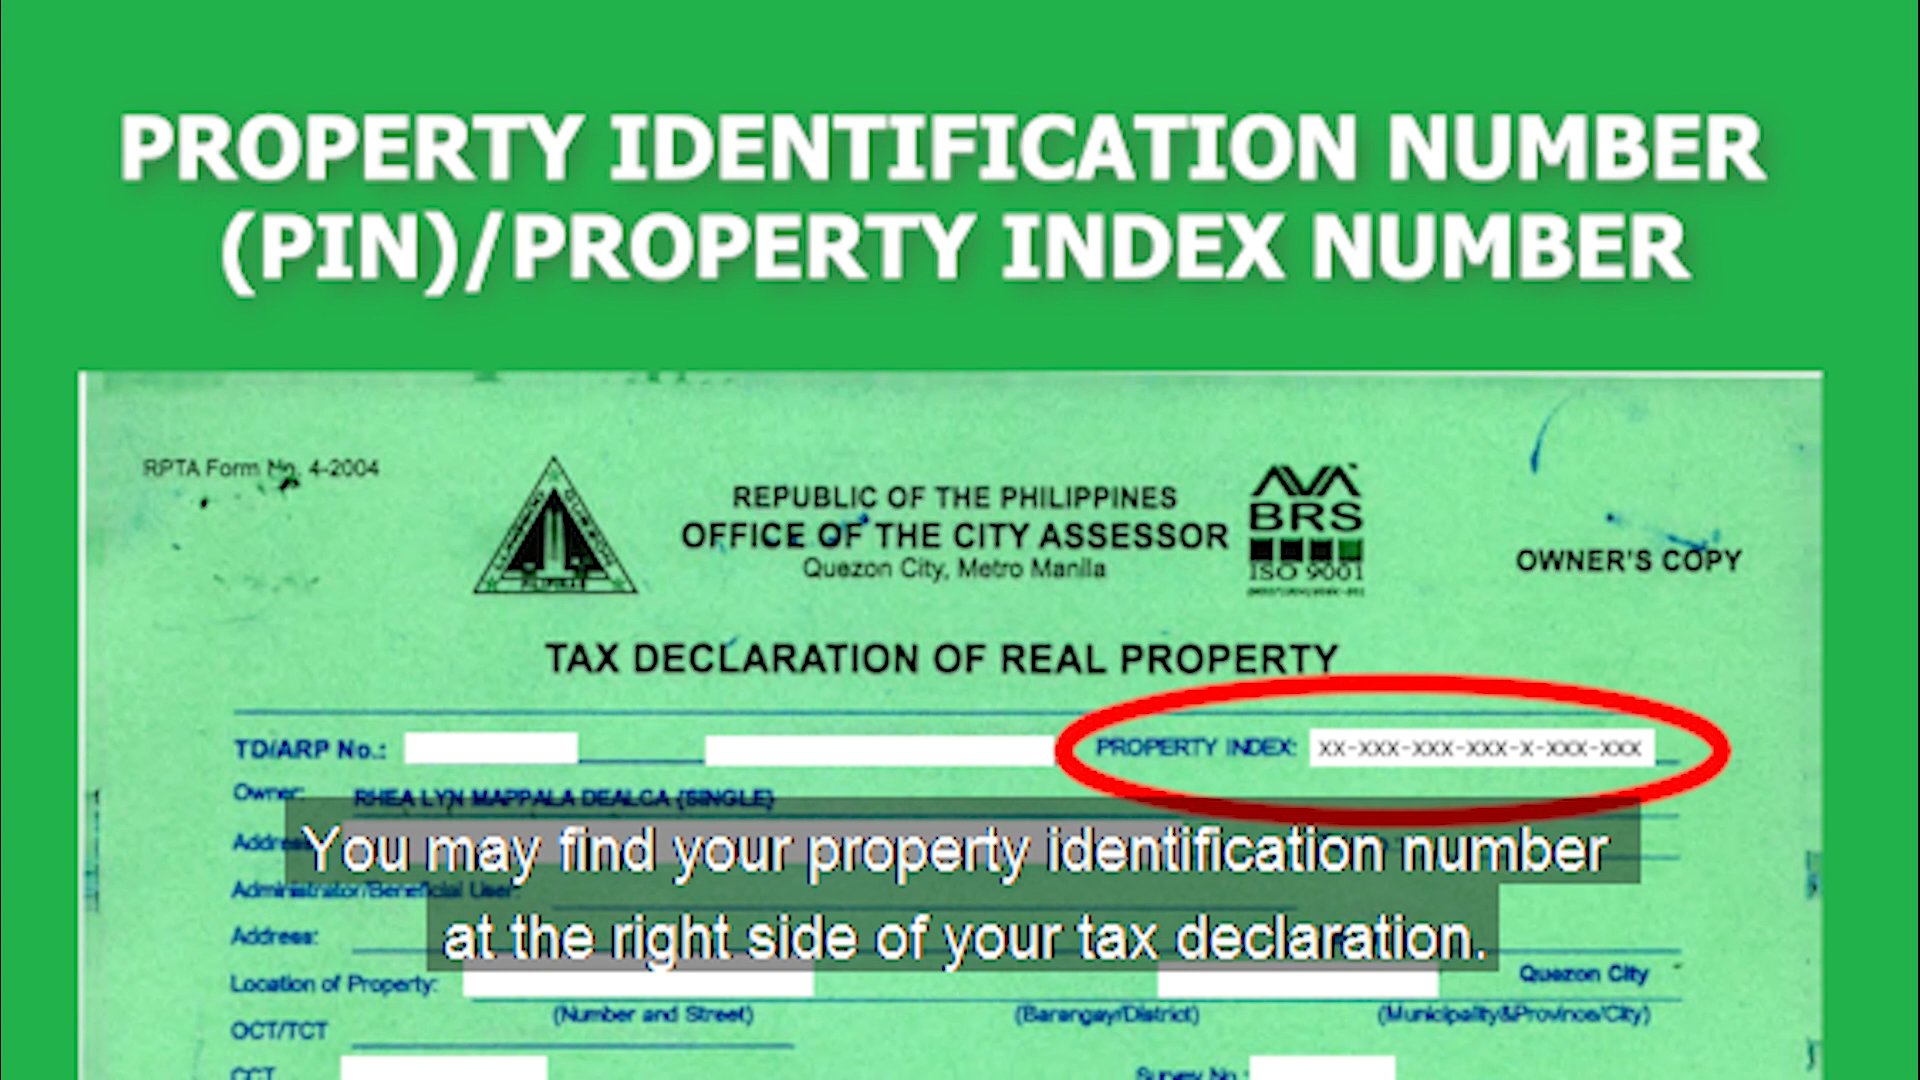 PROPERTY IDENTIFICATION NUMBER
(PIN)/PROPERTY INDEX NUMBER
RPTA Form No. 4-2004
REPUBLIC OF THE PHILIPPINES
OFFICE OF THE CITY ASSESSOR
Quezon City, Metro Manila
AVA
BRS
ISO 9001
OWNER'S COPY
TAX DECLARATION OF REAL PROPERTY
TD/ARP No.:
PROPERTY INDEX: XX-XXX-XXX-XXX-X-XXX-XXX
Owner: RHEA LYN MAPPALA DEALCA (SINGLE)
You may find your property identification number
Administrator/Beneficial User:
at the right side of your tax declaration.
Address:
Location of Property: Quezon City
(Number and Street) (Barangay/District) (Municipality&Province/City)
OCT/TCT
CCT Survey No.: